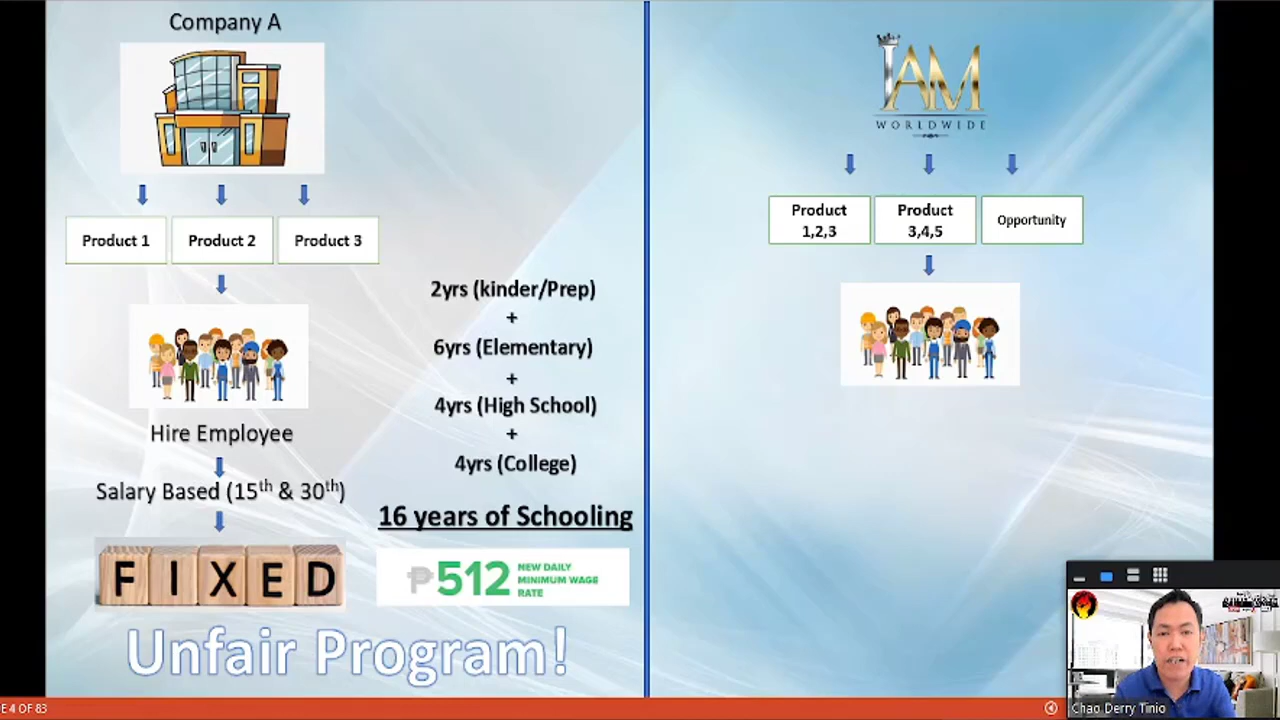 Company A
Product 1
Product 2
Product 3
Hire Employee
Salary Based (15th & 30th)
FIXED
Unfair Program!
2yrs (kinder/Prep)
+
6yrs (Elementary)
+
4yrs (High School)
+
4yrs (College)
16 years of Schooling
₱512 NEW DAILY
MINIMUM WAGE
RATE
I AM
WORLDWIDE
Product
1,2,3
Product
3,4,5
Opportunity
E 4 OF 83
Chao Derry Tinio